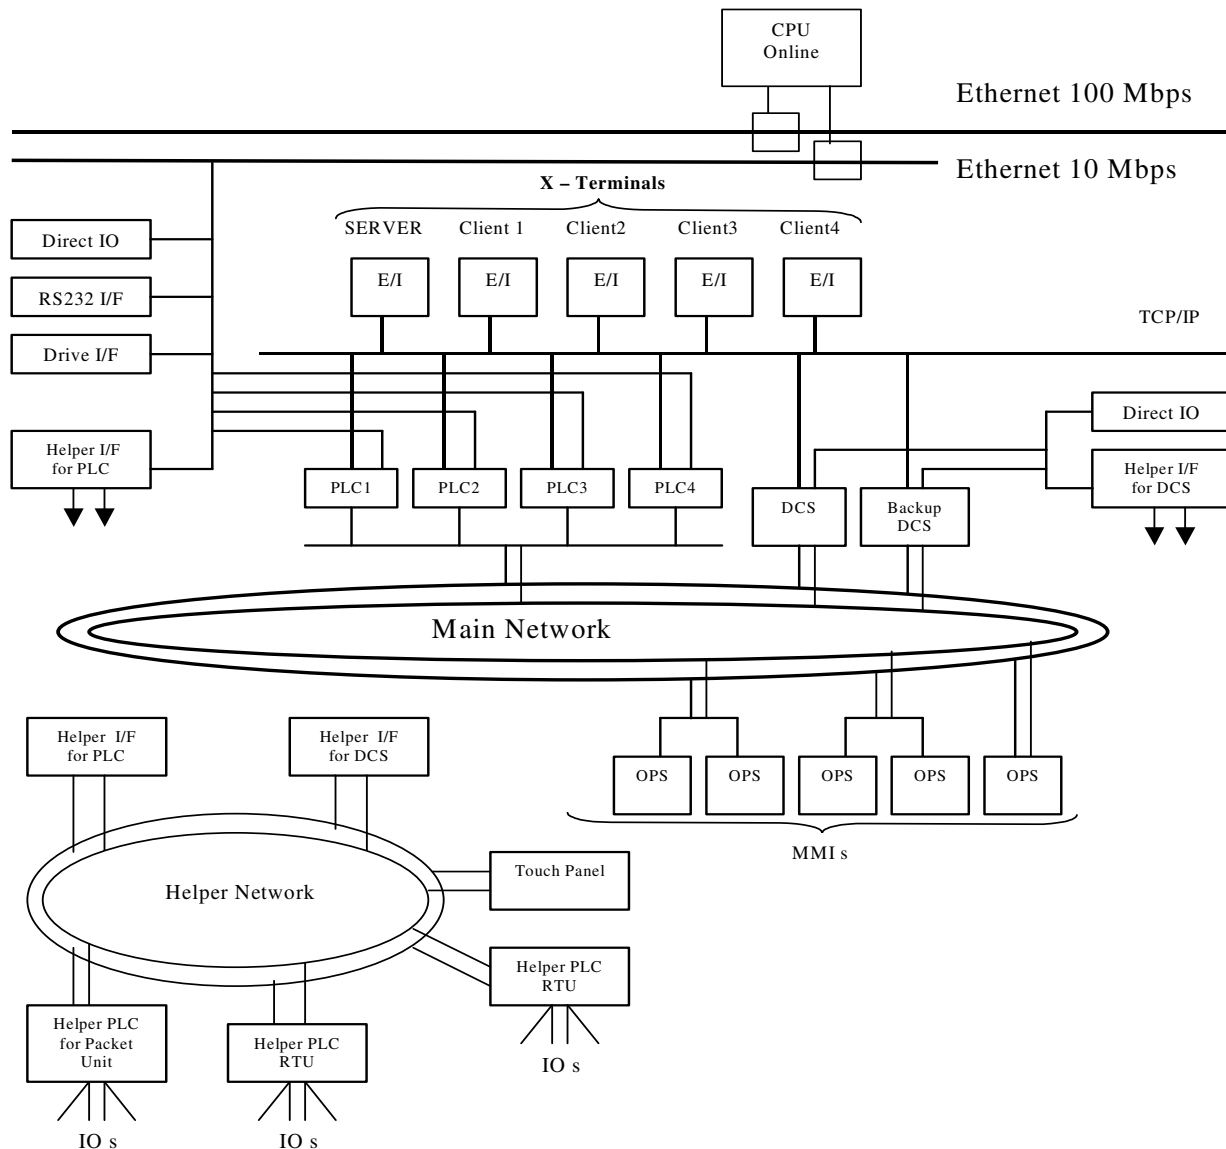 CPU
Online
Ethernet 100 Mbps
Ethernet 10 Mbps
X – Terminals
SERVER Client 1 Client2 Client3 Client4
Direct IO
E/I E/I E/I E/I E/I
RS232 I/F
TCP/IP
Drive I/F
Direct IO
Helper I/F
for PLC
Helper I/F
for DCS
PLC1 PLC2 PLC3 PLC4
DCS
Backup
DCS
Main Network
Helper I/F
for PLC
Helper I/F
for DCS
OPS OPS OPS OPS OPS
MMI s
Touch Panel
Helper Network
Helper PLC
RTU
IO s
Helper PLC
for Packet
Unit
Helper PLC
RTU
IO s
IO s